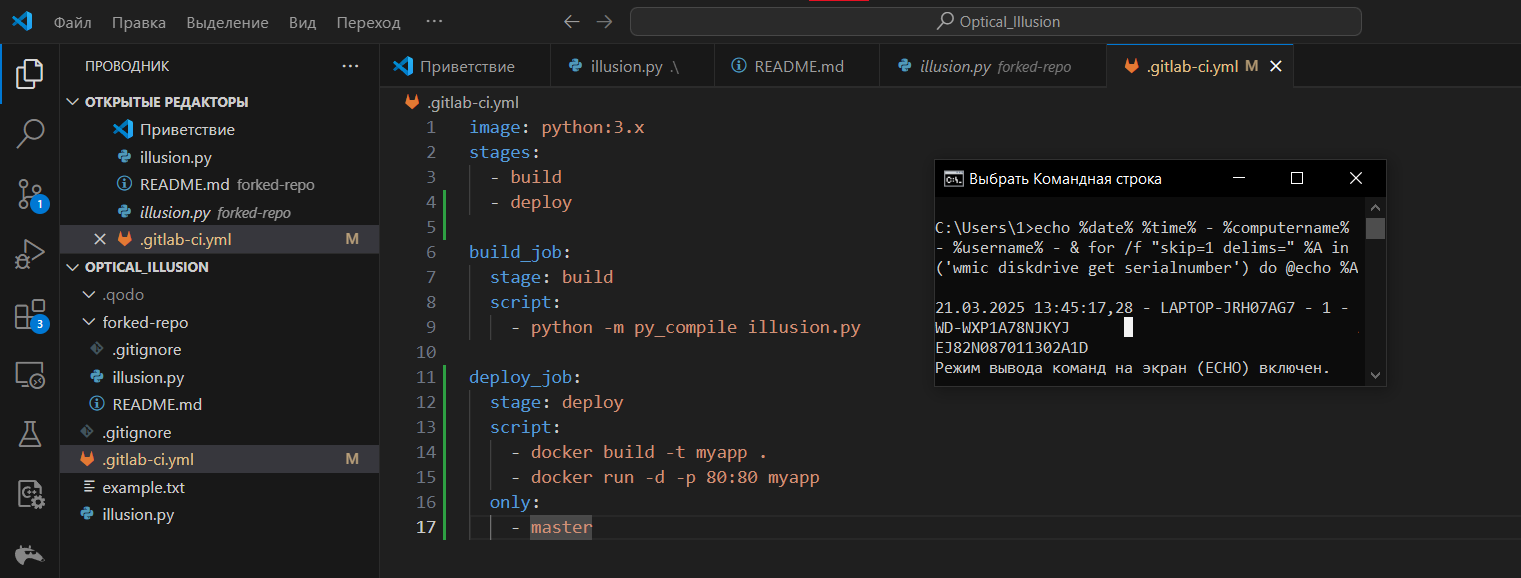 Файл Правка Выделение Вид Переход ··· Optical_Illusion
ПРОВОДНИК ···
ОТКРЫТЫЕ РЕДАКТОРЫ
Приветствие
illusion.py
README.md forked-repo
illusion.py forked-repo
.gitlab-ci.yml M
OPTICAL_ILLUSION
.qodo
forked-repo
.gitignore
illusion.py
README.md
.gitignore
.gitlab-ci.yml M
example.txt
illusion.py
1
3
Приветствие illusion.py .\ README.md illusion.py forked-repo .gitlab-ci.yml M
.gitlab-ci.yml
1 image: python:3.x
2 stages:
3 - build
4 - deploy
5
6 build_job:
7 stage: build
8 script:
9 - python -m py_compile illusion.py
10
11 deploy_job:
12 stage: deploy
13 script:
14 - docker build -t myapp .
15 - docker run -d -p 80:80 myapp
16 only:
17 - master
Выбрать Командная строка
C:\Users\1>echo %date% %time% - %computername%
- %username% - & for /f "skip=1 delims=" %A in
('wmic diskdrive get serialnumber') do @echo %A
21.03.2025 13:45:17,28 - LAPTOP-JRH07AG7 - 1 -
WD-WXP1A78NJKYJ
EJ82N087011302A1D
Режим вывода команд на экран (ECHO) включен.